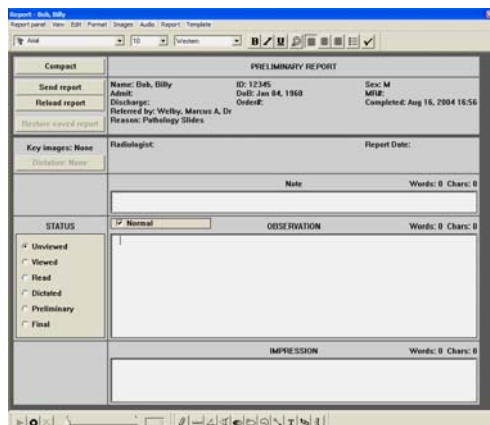 Report - Bob, Billy
Report panel View Edit Format Images Audio Report Template
Arial 10 Western B I U
Compact PRELIMINARY REPORT
Send report
Reload report
Restore saved report
Name: Bob, Billy ID: 12345 Sex: M
Admit: DoB: Jan 04, 1960 MR#:
Discharge: Order#: Completed: Aug 16, 2004 16:56
Referred by: Welby, Marcus A, Dr
Reason: Pathology Slides
Key images: None Radiologist: Report Date:
Dictation: None
Note Words: 0 Chars: 0
STATUS Normal OBSERVATION Words: 0 Chars: 0
Unviewed
Viewed
Read
Dictated
Preliminary
Final
IMPRESSION Words: 0 Chars: 0